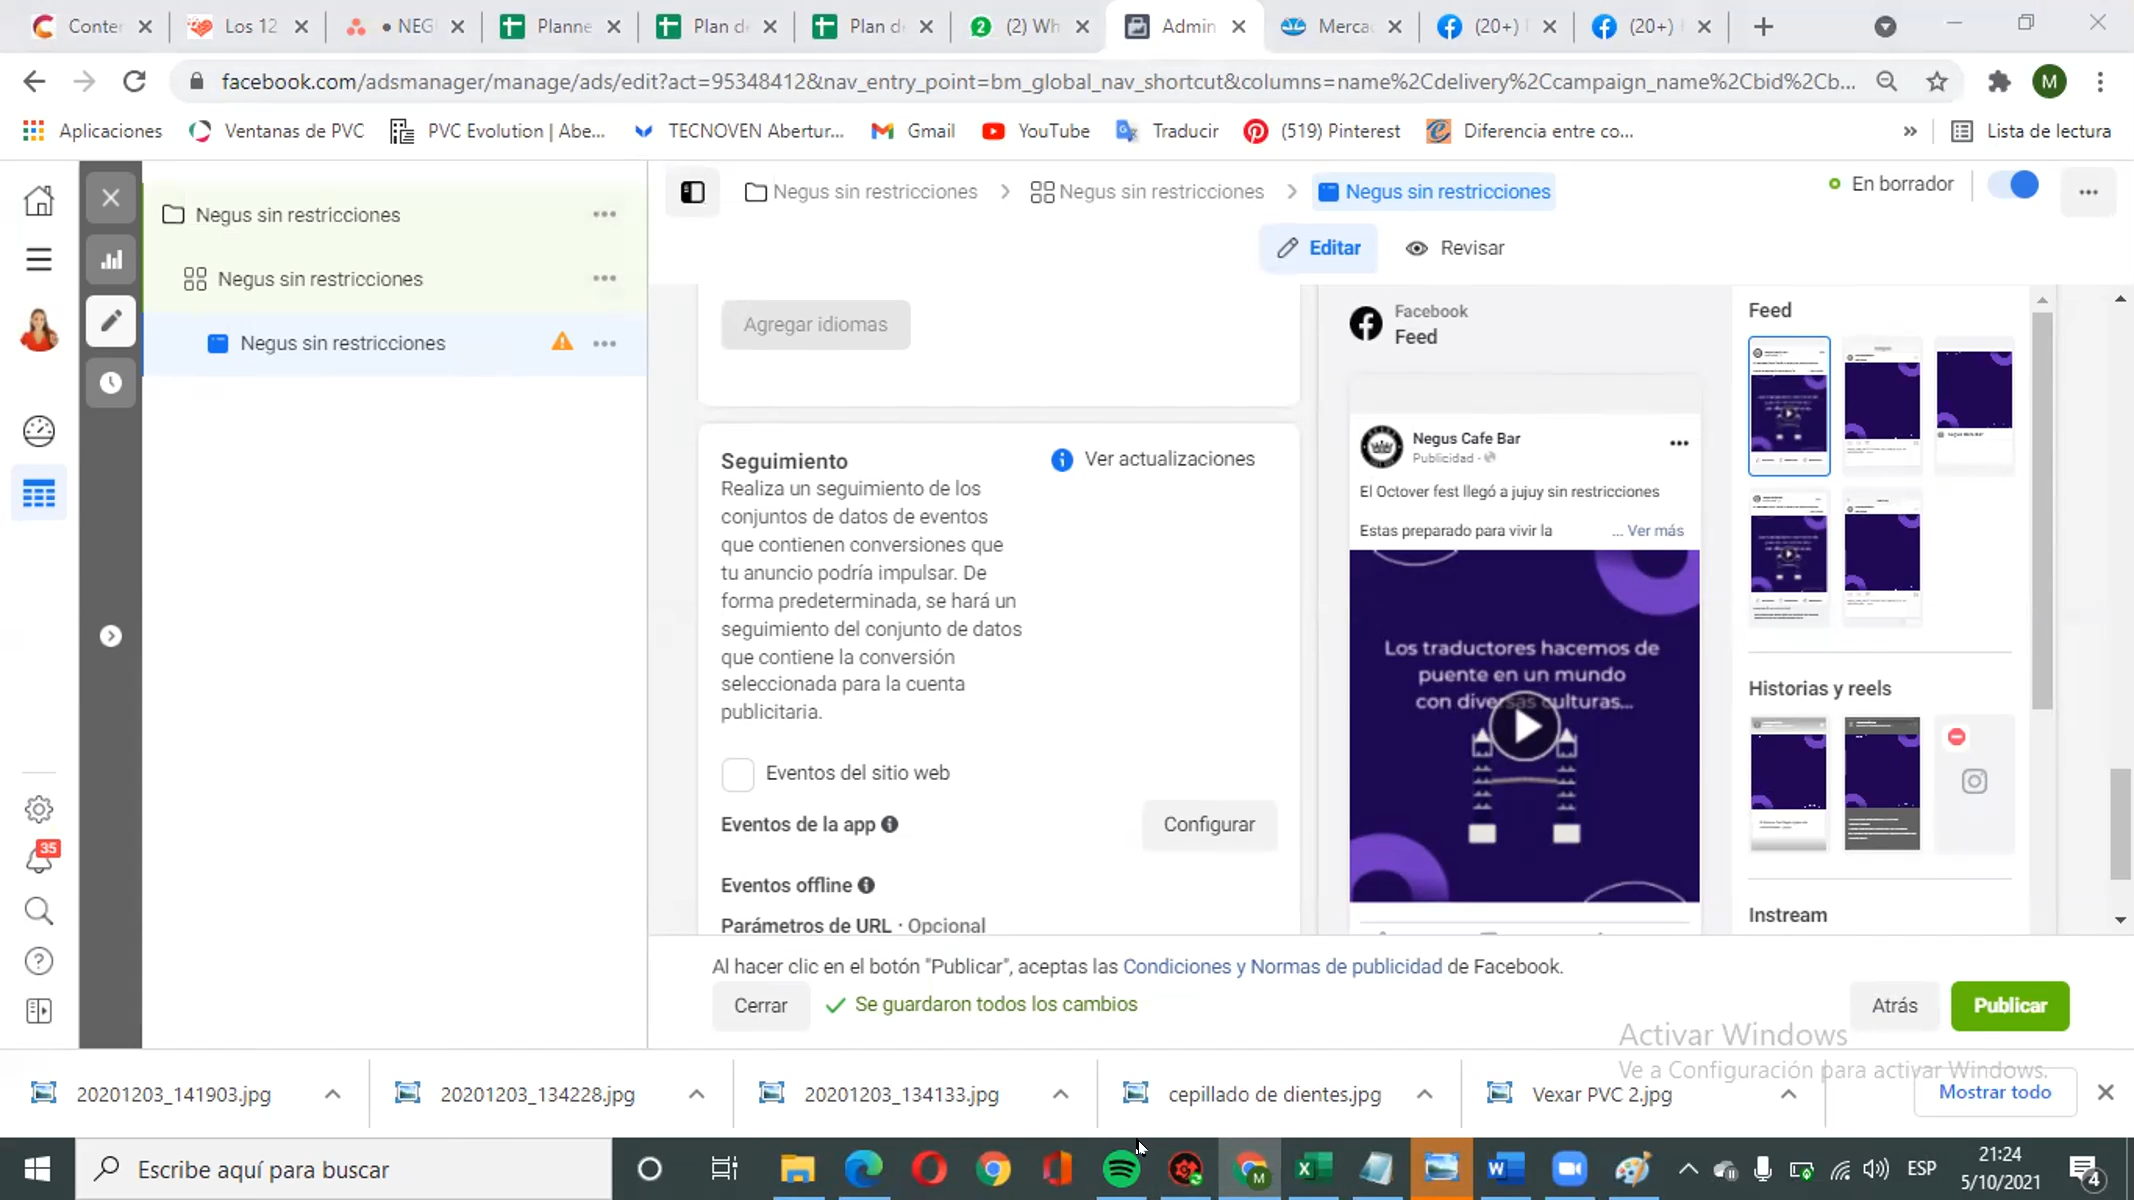 Conter
Los 12
• NEG
Planne
Plan de
Plan de
(2) Wh
Admin
Merca
(20+)
(20+)
facebook.com/adsmanager/manage/ads/edit?act=95348412&nav_entry_point=bm_global_nav_shortcut&columns=name%2Cdelivery%2Ccampaign_name%2Cbid%2Cb...
M
Aplicaciones
Ventanas de PVC
PVC Evolution | Abe...
TECNOVEN Abertur...
Gmail
YouTube
Traducir
(519) Pinterest
Diferencia entre co...
»
Lista de lectura
Negus sin restricciones
Negus sin restricciones
Negus sin restricciones
Negus sin restricciones
Negus sin restricciones
Negus sin restricciones
En borrador
Editar
Revisar
Agregar idiomas
Seguimiento
Ver actualizaciones
Realiza un seguimiento de los
conjuntos de datos de eventos
que contienen conversiones que
tu anuncio podría impulsar. De
forma predeterminada, se hará un
seguimiento del conjunto de datos
que contiene la conversión
seleccionada para la cuenta
publicitaria.
Eventos del sitio web
Eventos de la app
Configurar
Eventos offline
Parámetros de URL · Opcional
Facebook
Feed
Negus Cafe Bar
Publicidad ·
El Octover fest llegó a jujuy sin restricciones
Estas preparado para vivir la
... Ver más
Los traductores hacemos de
puente en un mundo
con diversas culturas...
Feed
Historias y reels
Instream
35
Al hacer clic en el botón "Publicar", aceptas las Condiciones y Normas de publicidad de Facebook.
Cerrar
Se guardaron todos los cambios
Atrás
Publicar
Activar Windows
Ve a Configuración para activar Windows.
20201203_141903.jpg
20201203_134228.jpg
20201203_134133.jpg
cepillado de dientes.jpg
Vexar PVC 2.jpg
Mostrar todo
Escribe aquí para buscar
ESP
21:24
5/10/2021
4